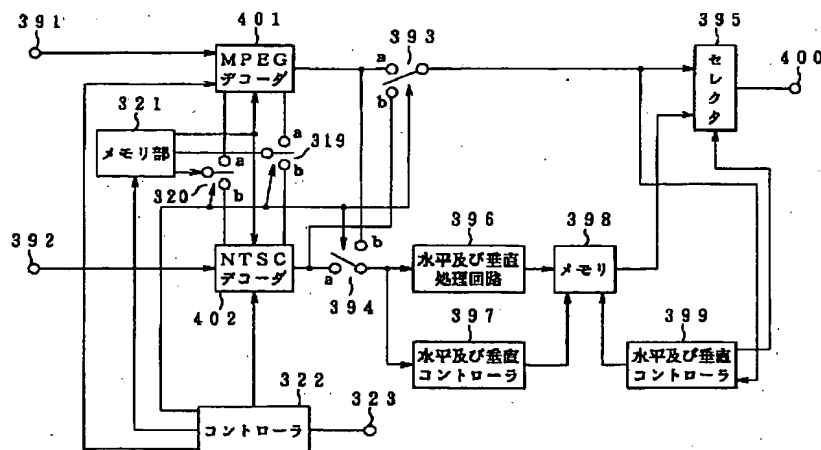 391
401
MPEG
デコーダ
a
393
b
395
セレクタ
400
321
メモリ部
a
320
b
a
319
b
392
NTSC
デコーダ
402
b
a
394
396
水平及び垂直
処理回路
398
メモリ
397
水平及び垂直
コントローラ
399
水平及び垂直
コントローラ
322
コントローラ
323